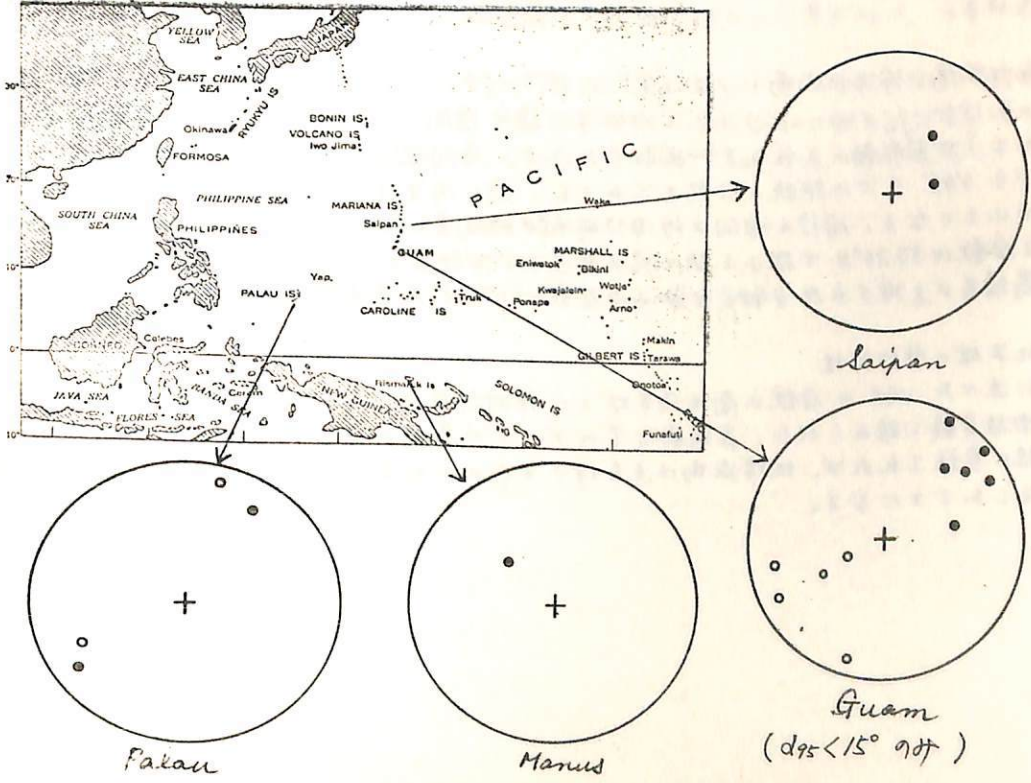 YELLOW
SEA
JAPAN
EAST CHINA
SEA
RYUKYU IS
Okinawa
BONIN IS
VOLCANO IS
Iwo Jima
FORMOSA
PACIFIC
PHILIPPINE SEA
MARIANA IS
Saipan
Wake
SOUTH CHINA
SEA
PHILIPPINES
GUAM
MARSHALL IS
Eniwetok
Bikini
Yap
PALAU IS
Kwajalein
Wotje
Truk
Ponape
Arno
CAROLINE IS
Makin
GILBERT IS
Tarawa
BORNEO
Celebes
Bismark Is
NEW GUINEA
SOLOMON IS
JAVA SEA
BANDA SEA
Ceram
FLORES SEA
Onotoa
Funafuti
Saipan
Palau
Manus
Guam
(α95<15° のみ)